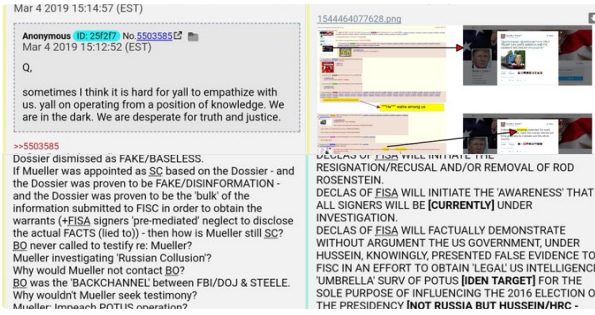 Mar 4 2019 15:14:57 (EST)
Anonymous ID: 25f2f7 No.5503585
Mar 4 2019 15:12:52 (EST)
Q,
sometimes I think it is hard for yall to empathize with
us. yall on operating from a position of knowledge. We
are in the dark. We are desperate for truth and justice.
>>5503585
Dossier dismissed as FAKE/BASELESS.
If Mueller was appointed as SC based on the Dossier - and
the Dossier was proven to be FAKE/DISINFORMATION -
and the Dossier was proven to be the 'bulk' of the
information submitted to FISC in order to obtain the
warrants (+FISA signers 'pre-mediated' neglect to disclose
the actual FACTS (lied to)) - then how is Mueller still SC?
BO never called to testify re: Mueller?
Mueller investigating 'Russian Collusion'?
Why would Mueller not contact BO?
BO was the 'BACKCHANNEL' between FBI/DOJ & STEELE.
Why wouldn't Mueller seek testimony?
Mueller: Impeach POTUS operation?
1544464077628.png
DECLAS OF FISA WILL INITIATE THE
RESIGNATION/RECUSAL AND/OR REMOVAL OF ROD
ROSENSTEIN.
DECLAS OF FISA WILL INITIATE THE 'AWARENESS' THAT
ALL SIGNERS WILL BE [CURRENTLY] UNDER
INVESTIGATION.
DECLAS OF FISA WILL FACTUALLY DEMONSTRATE
WITHOUT ARGUMENT THE US GOVERNMENT, UNDER
HUSSEIN, KNOWINGLY, PRESENTED FALSE EVIDENCE TO
FISC IN AN EFFORT TO OBTAIN 'LEGAL' US INTELLIGENC
'UMBRELLA' SURV OF POTUS [IDEN TARGET] FOR THE
SOLE PURPOSE OF INFLUENCING THE 2016 ELECTION O
THE PRESIDENCY [NOT RUSSIA BUT HUSSEIN/HRC -